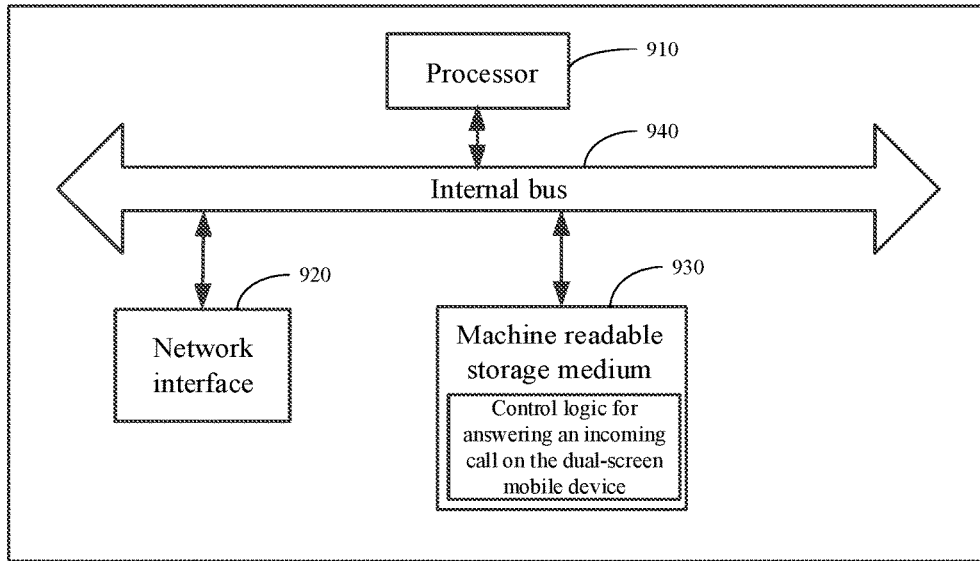 Processor
910
940
Internal bus
920
930
Network
interface
Machine readable
storage medium
Control logic for
answering an incoming
call on the dual-screen
mobile device